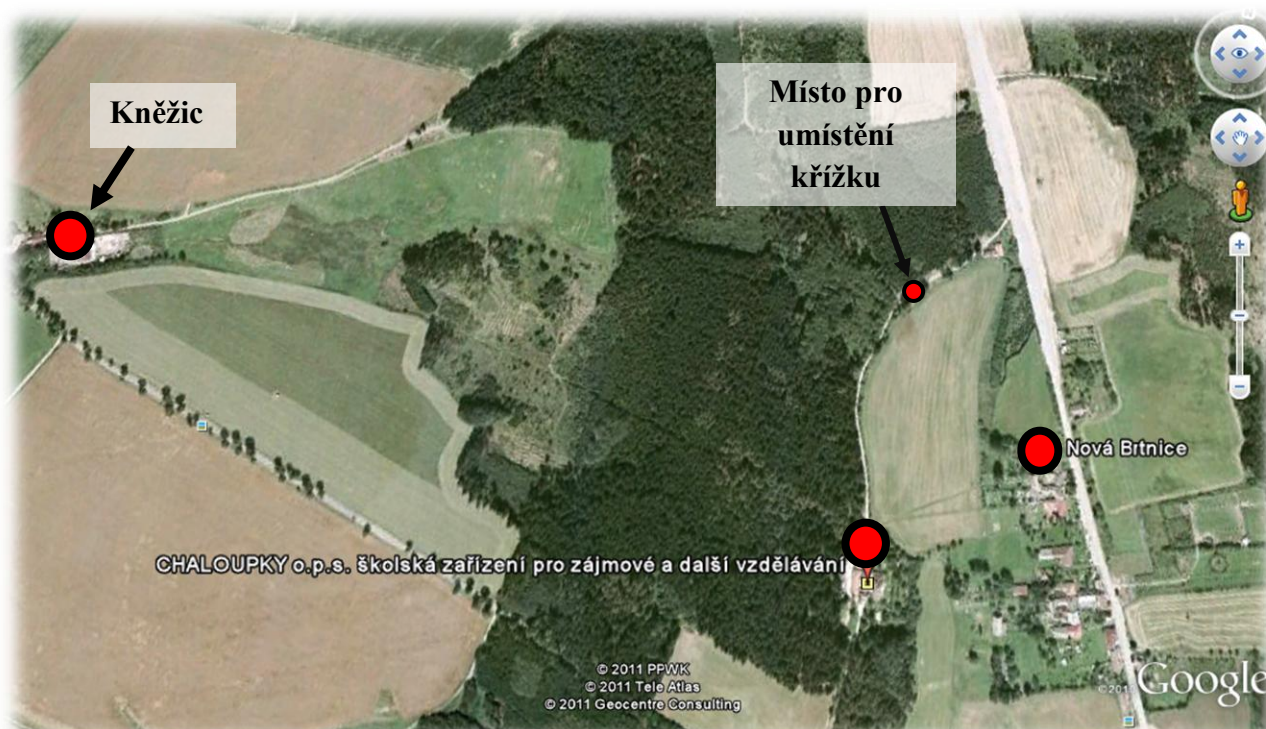 Kněžic
Místo pro
umístění
křížku
Nová Brtnice
CHALOUPKY o.p.s. školská zařízení pro zájmové a další vzdělávání
© 2011 PPWK
© 2011 Tele Atlas
© 2011 Geocentre Consulting
© 201
Google